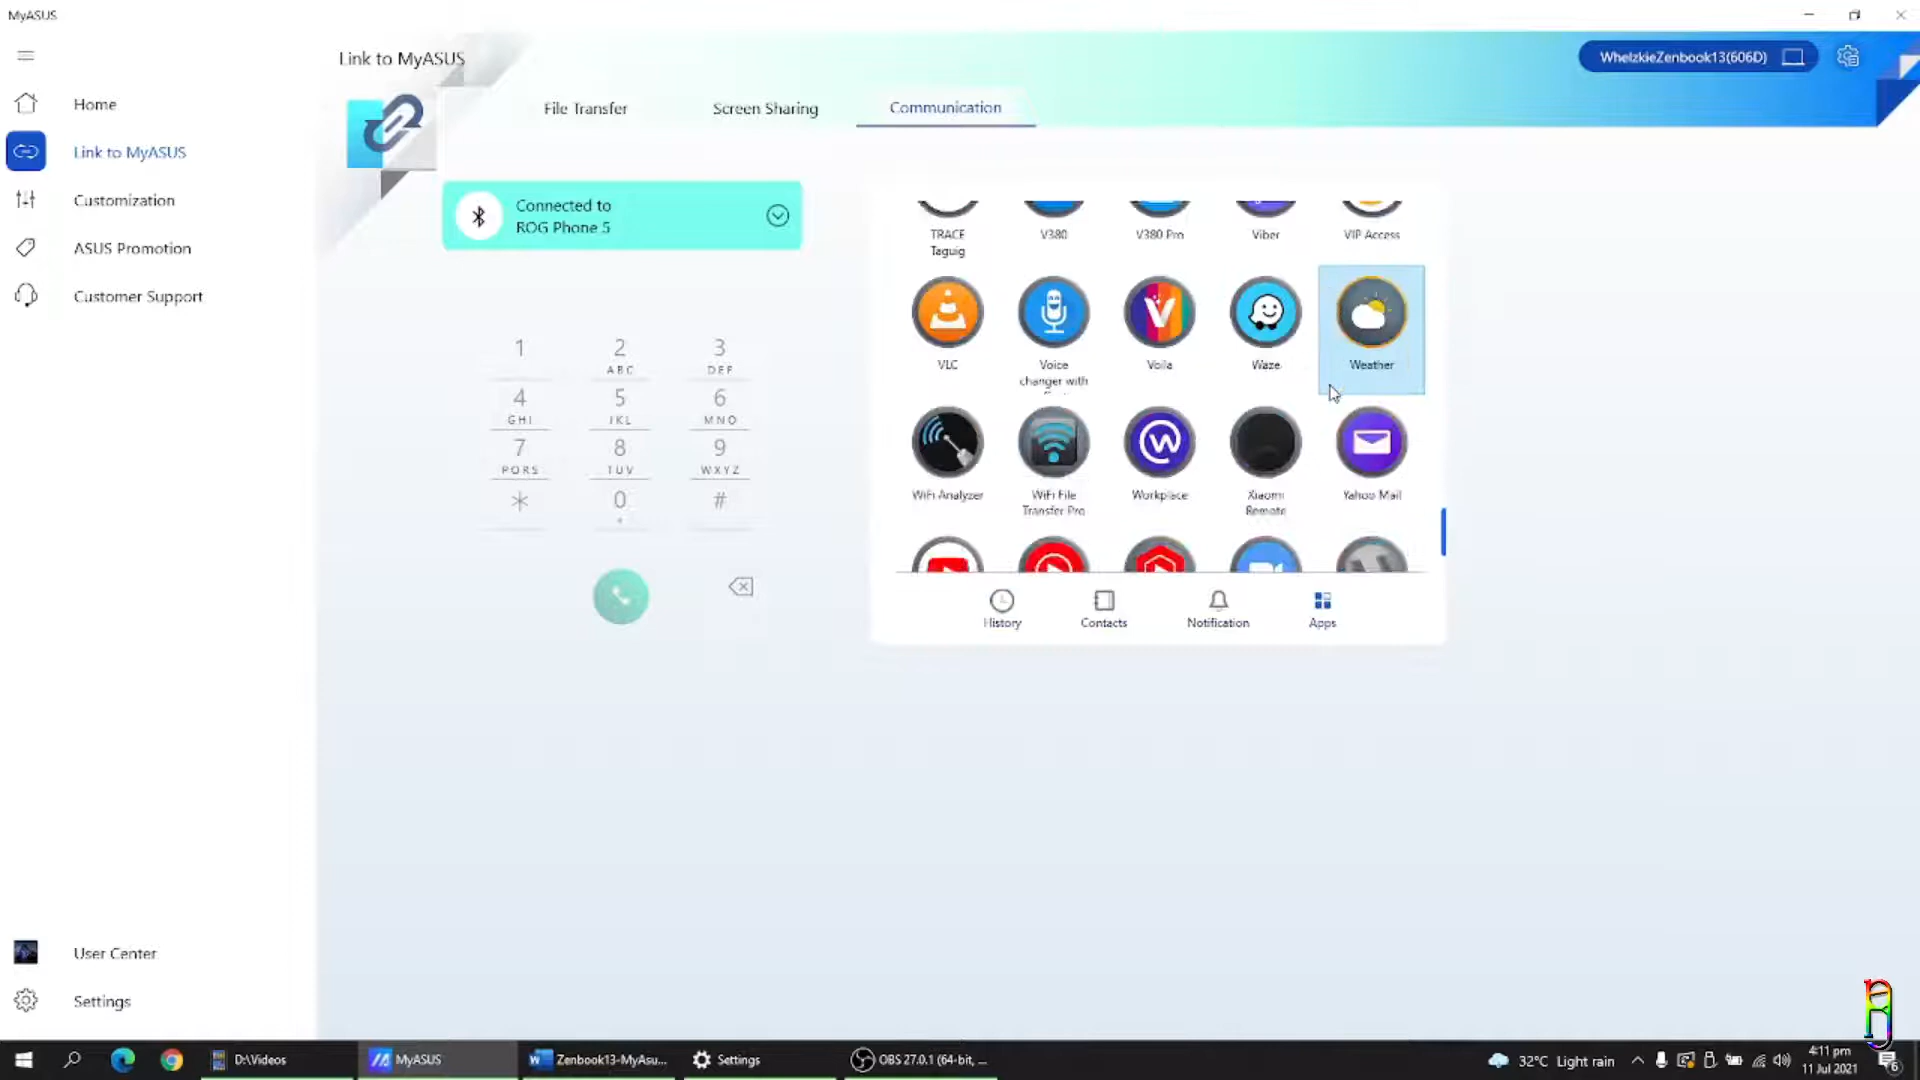 MyASUS
Link to MyASUS
WhelzkieZenbook13(606D)
Home
Link to MyASUS
Customization
ASUS Promotion
Customer Support
File Transfer
Screen Sharing
Communication
Connected to
ROG Phone 5
1
2
3
ABC
DEF
4
5
6
GHI
JKL
MNO
7
8
9
PQRS
TUV
WXYZ
*
0
#
+
TRACE
Taguig
V380
V380 Pro
Viber
VIP Access
VLC
Voice
changer with
Voila
Waze
Weather
WiFi Analyzer
WiFi File
Transfer Pro
Workplace
Xiaomi
Remote
Yahoo Mail
History
Contacts
Notification
Apps
User Center
Settings
D:\Videos
MyASUS
Zenbook13-MyAsu...
Settings
OBS 27.0.1 (64-bit, ...
32°C Light rain
4:11 pm
11 Jul 2021
6